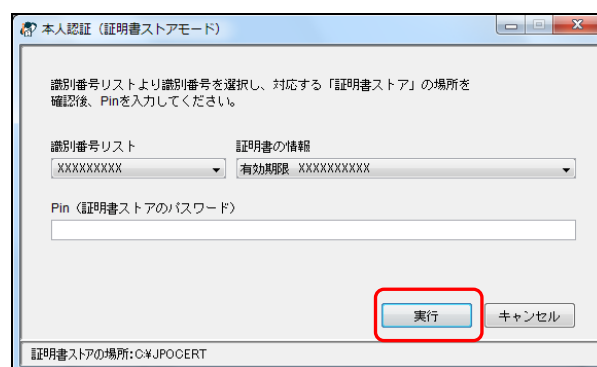 本人認証（証明書ストアモード）
識別番号リストより識別番号を選択し、対応する「証明書ストア」の場所を
確認後、Pinを入力してください。
識別番号リスト 証明書の情報
XXXXXXXXX 有効期限 XXXXXXXXXX
Pin（証明書ストアのパスワード）
実行 キャンセル
証明書ストアの場所:C:¥JPOCERT